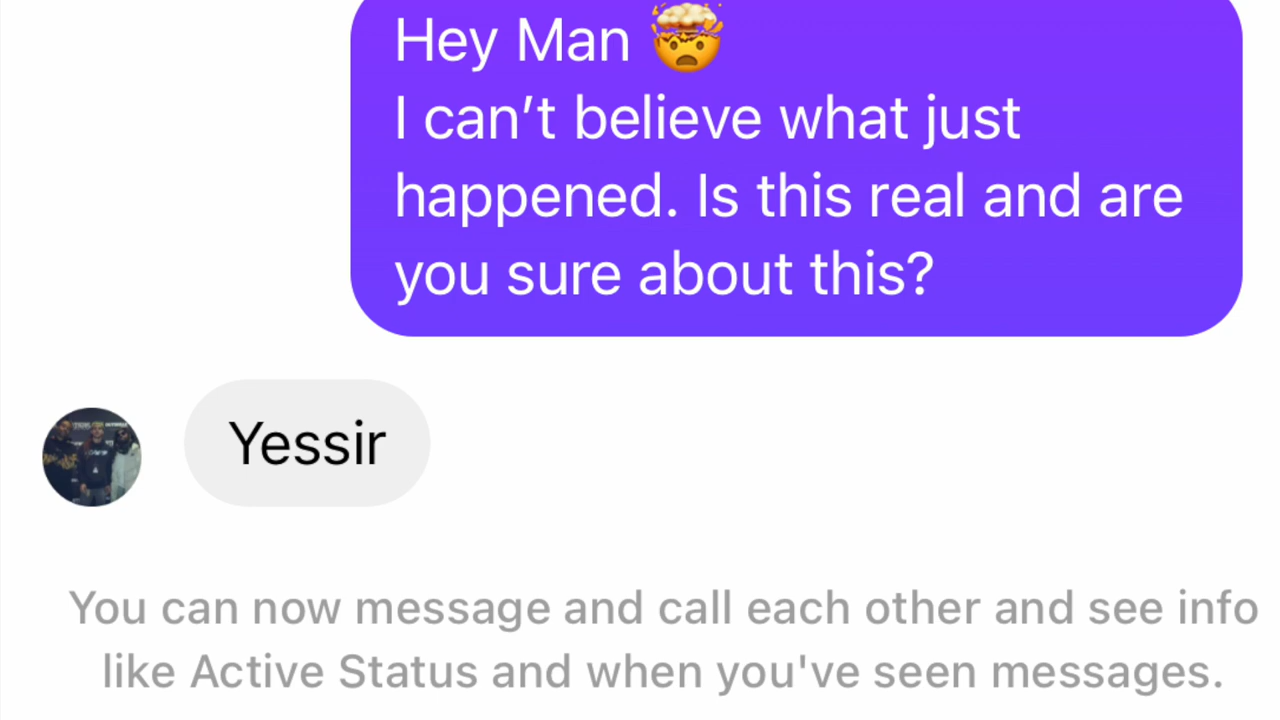 Hey Man 🤯
I can’t believe what just
happened. Is this real and are
you sure about this?
Yessir
You can now message and call each other and see info
like Active Status and when you've seen messages.